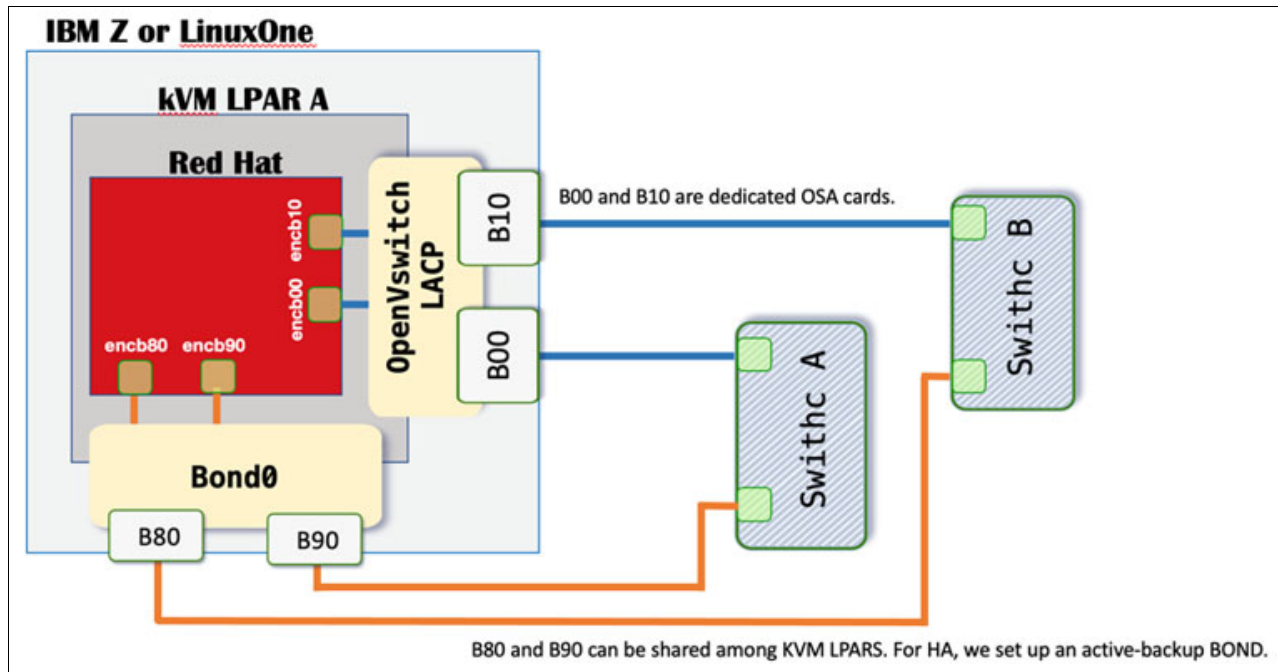 IBM Z or LinuxOne
kVM LPAR A
Red Hat
encb10
encb00
encb80 encb90
OpenVswitch
LACP
B10
B00
B00 and B10 are dedicated OSA cards.
Swithc B
Swithc A
Bond0
B80
B90
B80 and B90 can be shared among KVM LPARS. For HA, we set up an active-backup BOND.